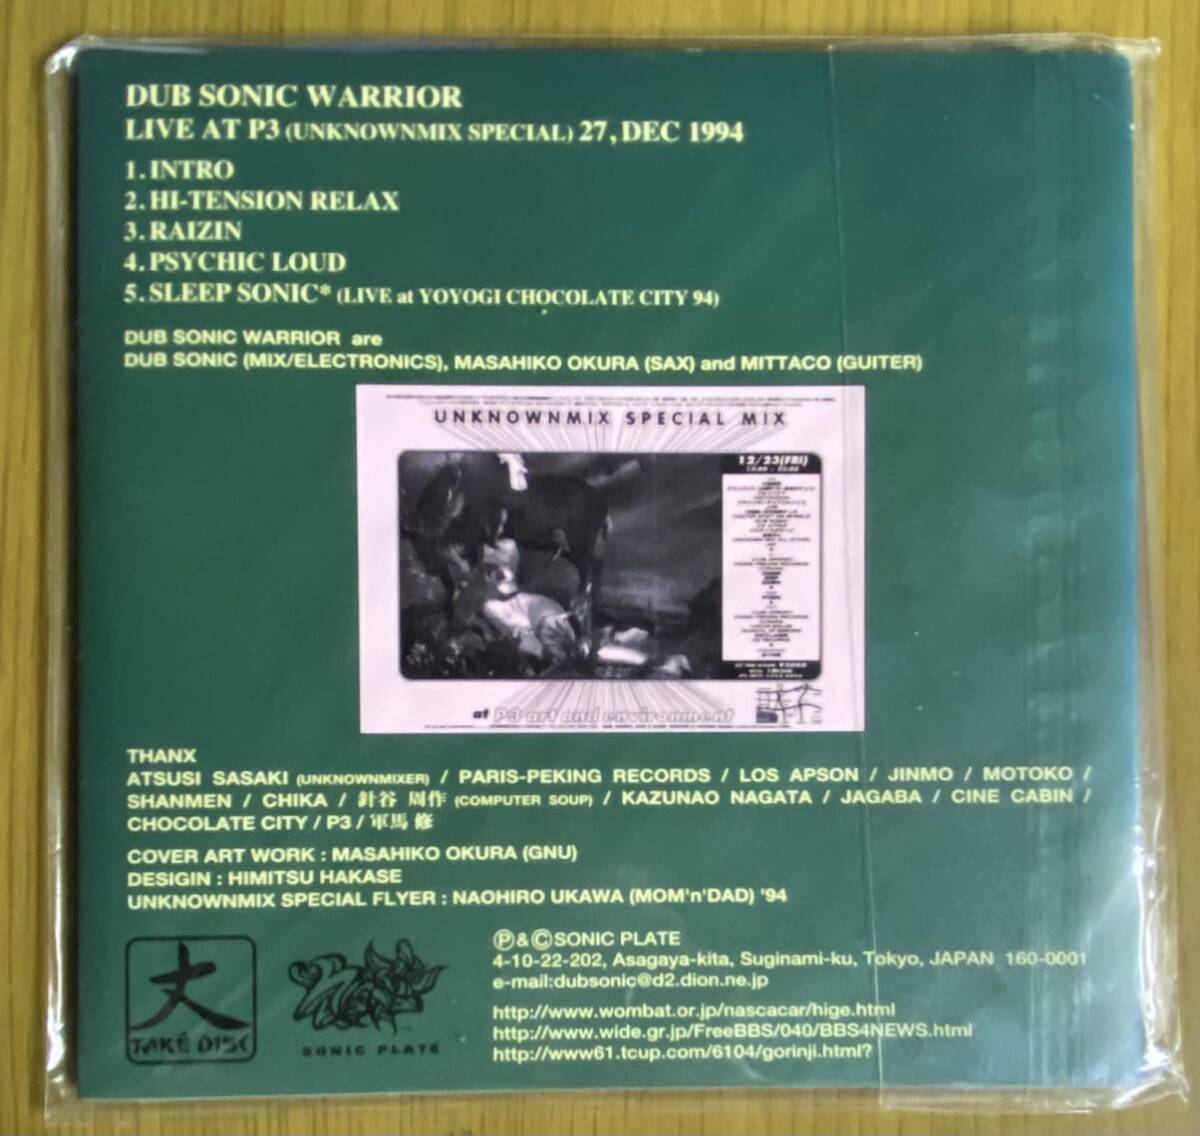 DUB SONIC WARRIOR
LIVE AT P3 (UNKNOWNMIX SPECIAL) 27, DEC 1994
1. INTRO
2. HI-TENSION RELAX
3. RAIZIN
4. PSYCHIC LOUD
5. SLEEP SONIC* (LIVE at YOYOGI CHOCOLATE CITY 94)
DUB SONIC WARRIOR are
DUB SONIC (MIX/ELECTRONICS), MASAHIKO OKURA (SAX) and MITTACO (GUITER)
UNKNOWNMIX SPECIAL MIX
12/23(FRI)
at P3 art and environment
THANX
ATSUSI SASAKI (UNKNOWNMIXER) / PARIS-PEKING RECORDS / LOS APSON / JINMO / MOTOKO /
SHANMEN / CHIKA / 針谷 周作 (COMPUTER SOUP) / KAZUNAO NAGATA / JAGABA / CINE CABIN /
CHOCOLATE CITY / P3 / 軍馬 修
COVER ART WORK : MASAHIKO OKURA (GNU)
DESIGIN : HIMITSU HAKASE
UNKNOWNMIX SPECIAL FLYER : NAOHIRO UKAWA (MOM'n'DAD) '94
丈
TAKE DISC
SONIC PLATE
Ⓟ&ⒸSONIC PLATE
4-10-22-202, Asagaya-kita, Suginami-ku, Tokyo, JAPAN 160-0001
e-mail:dubsonic@d2.dion.ne.jp
http://www.wombat.or.jp/nascacar/hige.html
http://www.wide.gr.jp/FreeBBS/040/BBS4NEWS.html
http://www61.tcup.com/6104/gorinji.html?